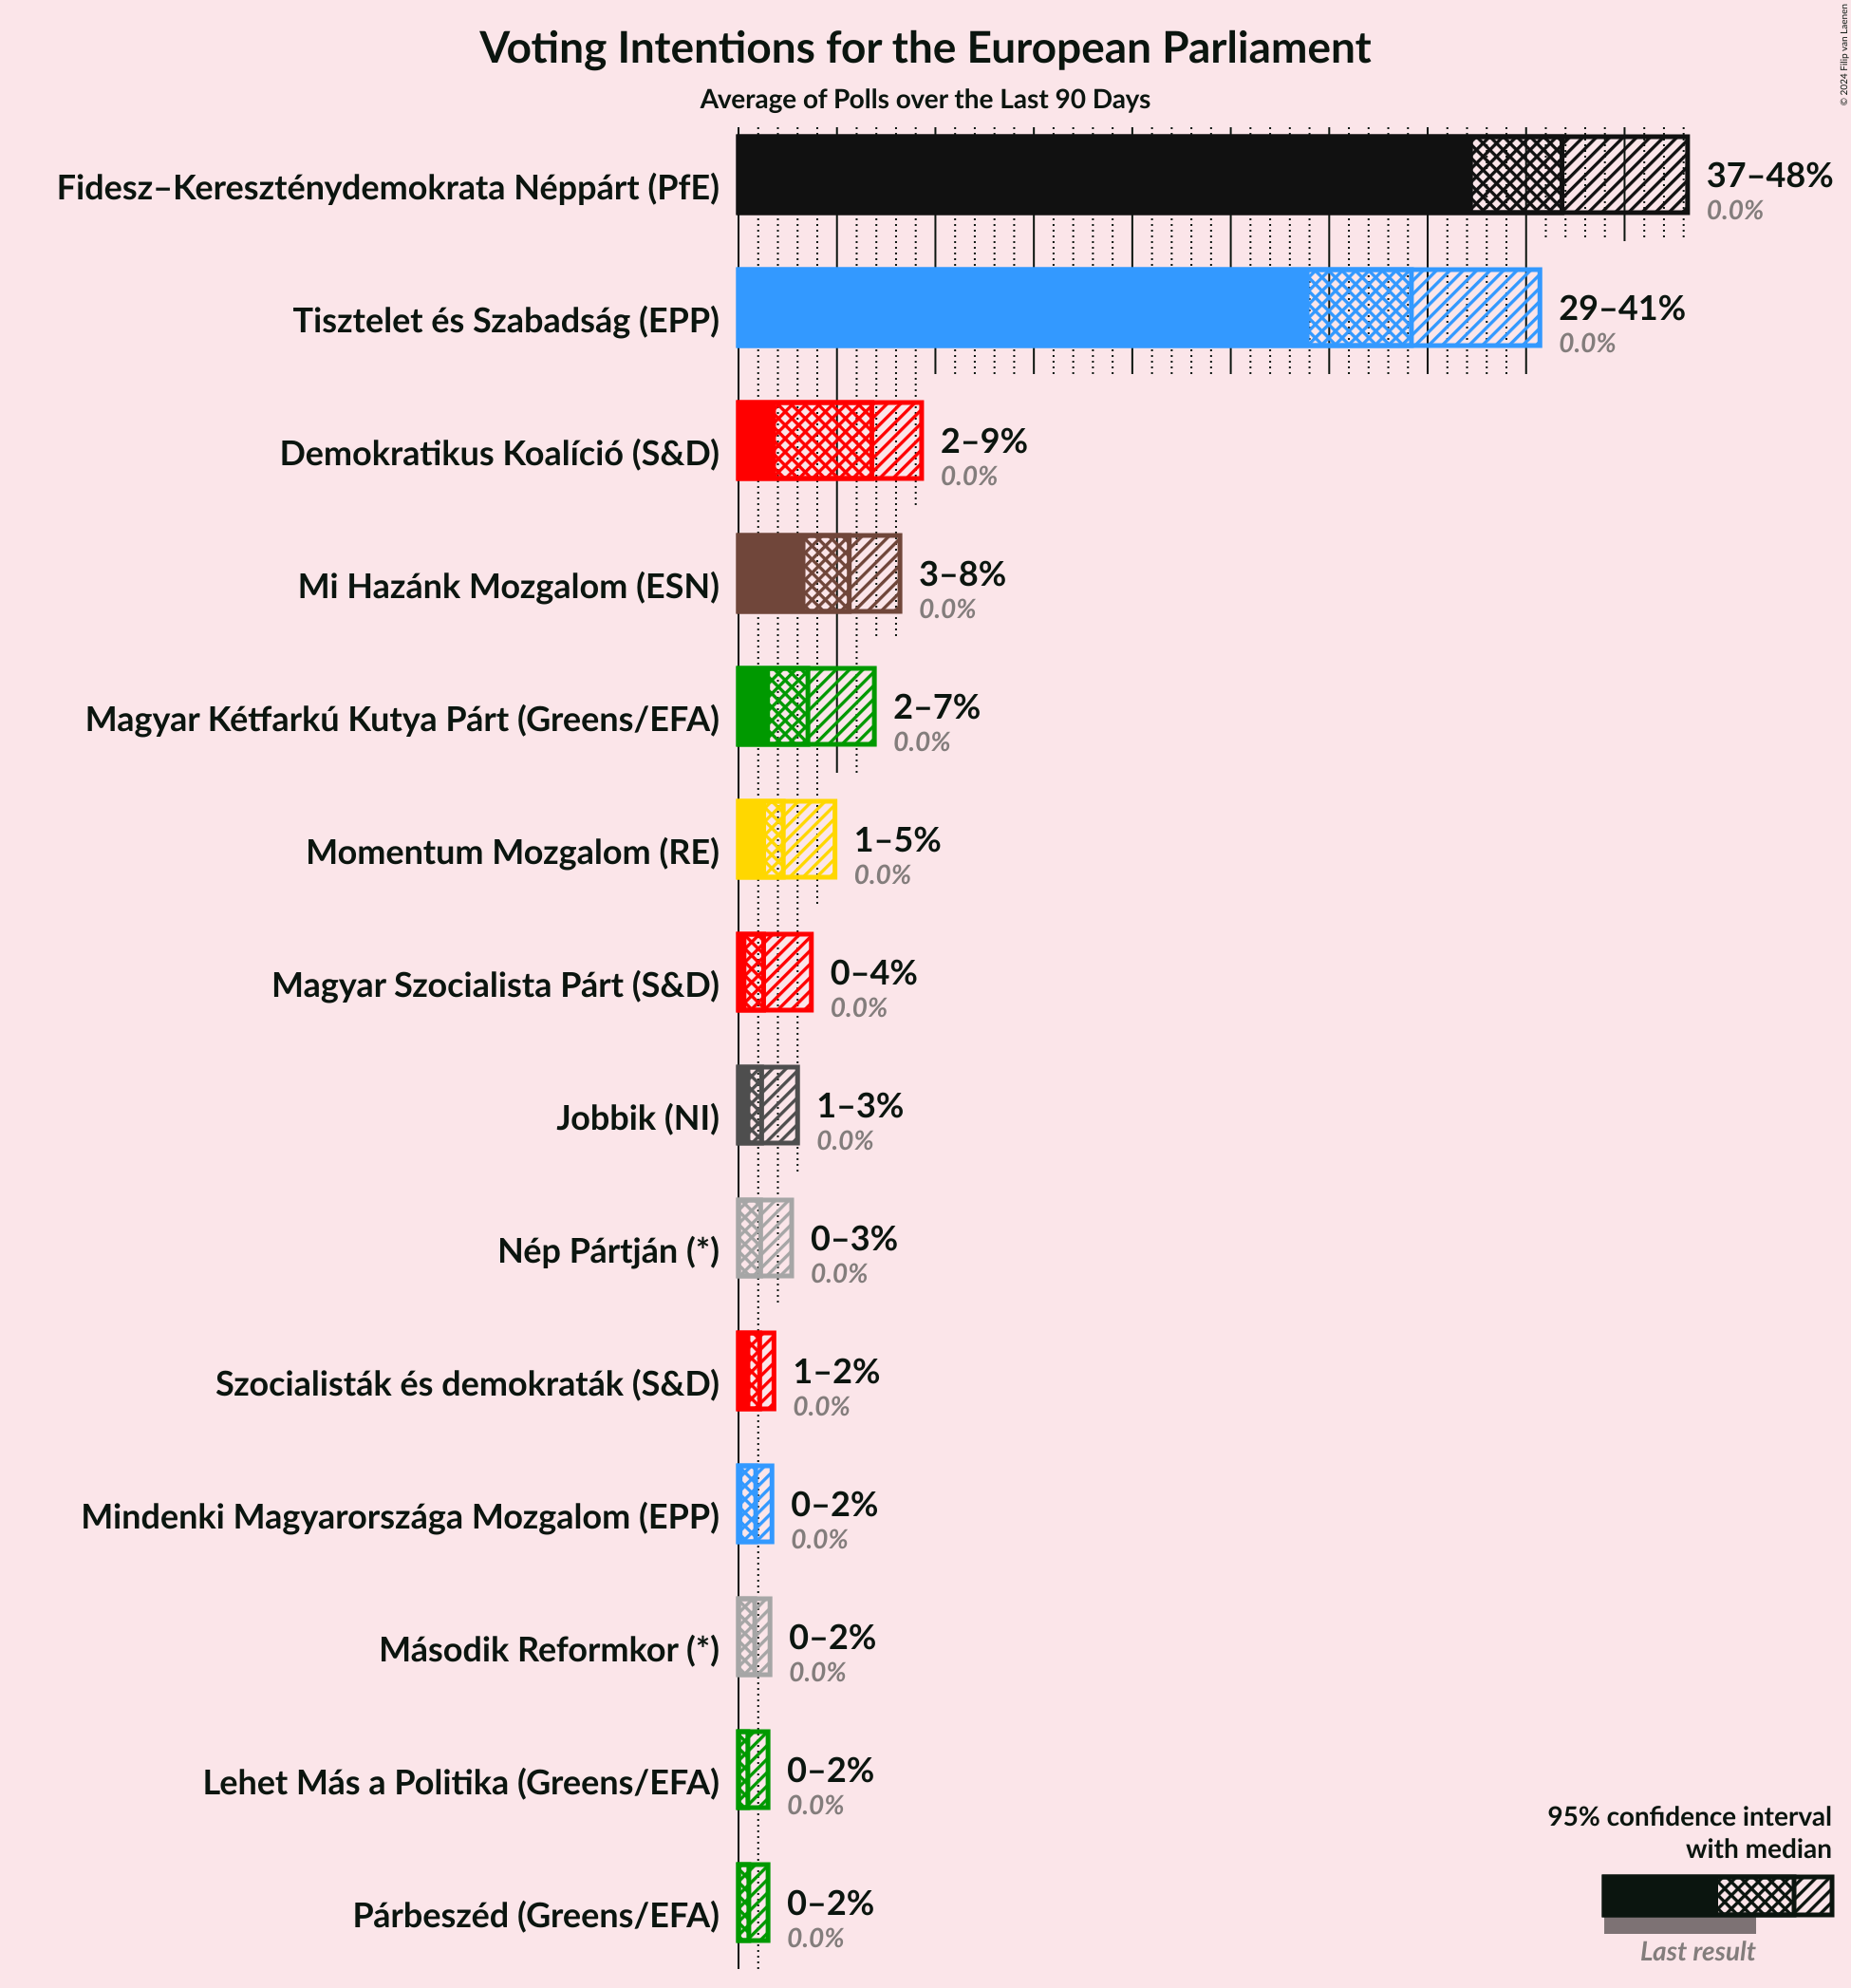 © 2024 Filip van Laenen
Voting Intentions for the European Parliament
Average of Polls over the Last 90 Days
Fidesz–Kereszténydemokrata Néppárt (PfE)
37–48%
0.0%
Tisztelet és Szabadság (EPP)
29–41%
0.0%
Demokratikus Koalíció (S&D)
2–9%
0.0%
Mi Hazánk Mozgalom (ESN)
3–8%
0.0%
Magyar Kétfarkú Kutya Párt (Greens/EFA)
2–7%
0.0%
Momentum Mozgalom (RE)
1–5%
0.0%
Magyar Szocialista Párt (S&D)
0–4%
0.0%
Jobbik (NI)
1–3%
0.0%
Nép Pártján (*)
0–3%
0.0%
Szocialisták és demokraták (S&D)
1–2%
0.0%
Mindenki Magyarországa Mozgalom (EPP)
0–2%
0.0%
Második Reformkor (*)
0–2%
0.0%
Lehet Más a Politika (Greens/EFA)
0–2%
0.0%
Párbeszéd (Greens/EFA)
0–2%
0.0%
95% confidence interval
with median
Last result